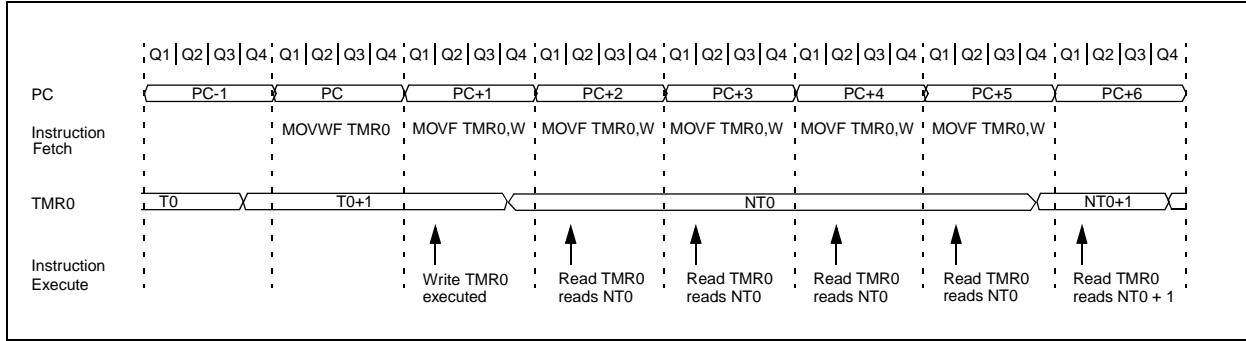 Q1 Q2 Q3 Q4 Q1 Q2 Q3 Q4 Q1 Q2 Q3 Q4 Q1 Q2 Q3 Q4 Q1 Q2 Q3 Q4 Q1 Q2 Q3 Q4 Q1 Q2 Q3 Q4 Q1 Q2 Q3 Q4
PC PC-1 PC PC+1 PC+2 PC+3 PC+4 PC+5 PC+6
Instruction
Fetch
MOVWF TMR0 MOVF TMR0,W MOVF TMR0,W MOVF TMR0,W MOVF TMR0,W MOVF TMR0,W
TMR0 T0 T0+1 NT0 NT0+1
Instruction
Execute
Write TMR0
executed
Read TMR0
reads NT0
Read TMR0
reads NT0
Read TMR0
reads NT0
Read TMR0
reads NT0
Read TMR0
reads NT0 + 1